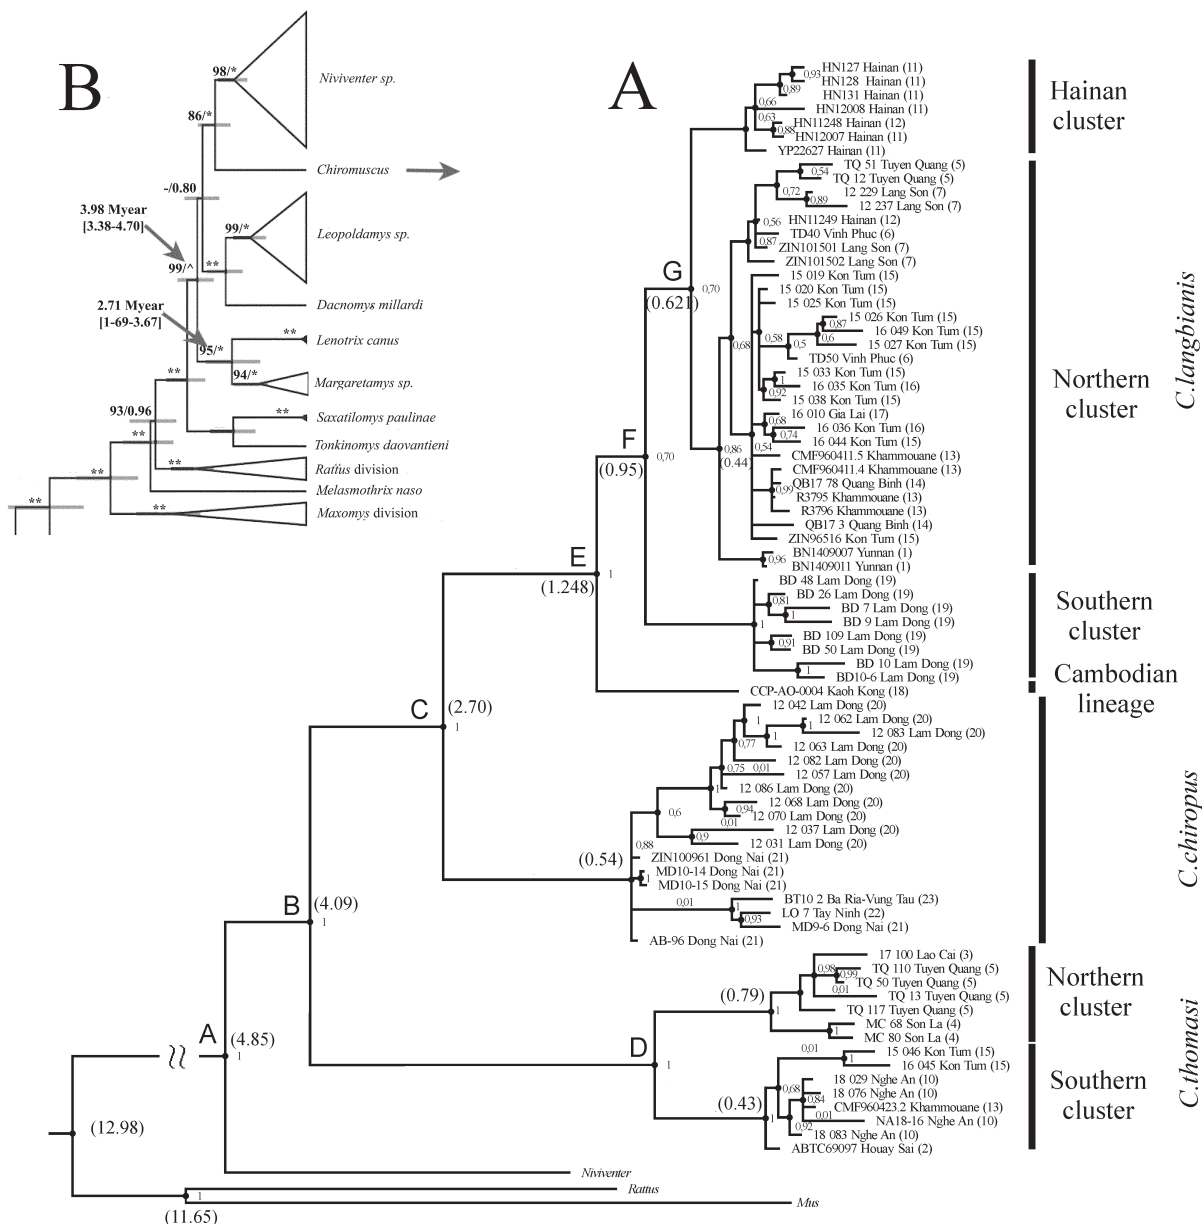 B
98/*
Niviventer sp.
86/*
Chiromuscus
-/0.80
3.98 Myear
[3.38-4.70]
99/*
Leopoldamys sp.
99/^
**
Dacnomys millardi
2.71 Myear
[1-69-3.67]
95/*
**
Lenotrix canus
94/*
Margaretamys sp.
**
93/0.96
**
Saxatilomys paulinae
Tonkinomys daovantieni
**
**
Rattus division
**
Melasmothrix naso
**
**
Maxomys division
A
HN127 Hainan (11)
0,93
HN128 Hainan (11)
0,89
HN131 Hainan (11)
0,66
HN12008 Hainan (11)
0,63
HN11248 Hainan (12)
0,88
HN12007 Hainan (11)
YP22627 Hainan (11)
Hainan
cluster
TQ 51 Tuyen Quang (5)
0,54
TQ 12 Tuyen Quang (5)
0,72
12 229 Lang Son (7)
0,89
12 237 Lang Son (7)
HN11249 Hainan (12)
0,56
TD40 Vinh Phuc (6)
0,87
ZIN101501 Lang Son (7)
ZIN101502 Lang Son (7)
15 019 Kon Tum (15)
15 020 Kon Tum (15)
15 025 Kon Tum (15)
15 026 Kon Tum (15)
0,87
16 049 Kon Tum (15)
0,6
15 027 Kon Tum (15)
0,58
0,5
0,68
TD50 Vinh Phuc (6)
15 033 Kon Tum (15)
1
16 035 Kon Tum (16)
0,92
15 038 Kon Tum (15)
16 010 Gia Lai (17)
0,68
16 036 Kon Tum (16)
0,74
16 044 Kon Tum (15)
0,54
CMF960411.5 Khammouane (13)
CMF960411.4 Khammouane (13)
QB17 78 Quang Binh (14)
0,99
R3795 Khammouane (13)
R3796 Khammouane (13)
QB17 3 Quang Binh (14)
ZIN96516 Kon Tum (15)
BN1409007 Yunnan (1)
0,96
BN1409011 Yunnan (1)
Northern
cluster
G
0,70
(0.621)
0,86
(0.44)
F
0,70
(0.95)
E
1
(1.248)
BD 48 Lam Dong (19)
BD 26 Lam Dong (19)
0,81
BD 7 Lam Dong (19)
1
BD 9 Lam Dong (19)
1
BD 109 Lam Dong (19)
0,91
BD 50 Lam Dong (19)
BD 10 Lam Dong (19)
1
BD10-6 Lam Dong (19)
Southern
cluster
CCP-AO-0004 Kaoh Kong (18)
Cambodian
lineage
C.langbianis
C
(2.70)
1
12 042 Lam Dong (20)
1
12 062 Lam Dong (20)
1
12 083 Lam Dong (20)
1
12 063 Lam Dong (20)
0,77
12 082 Lam Dong (20)
0,75
0,01
12 057 Lam Dong (20)
1
12 086 Lam Dong (20)
12 068 Lam Dong (20)
0,94
0,01
12 070 Lam Dong (20)
0,6
12 037 Lam Dong (20)
0,9
12 031 Lam Dong (20)
0,88
(0.54)
ZIN100961 Dong Nai (21)
MD10-14 Dong Nai (21)
1
MD10-15 Dong Nai (21)
BT10 2 Ba Ria-Vung Tau (23)
0,01
1
LO 7 Tay Ninh (22)
0,93
MD9-6 Dong Nai (21)
AB-96 Dong Nai (21)
C.chiropus
B
(4.09)
1
17 100 Lao Cai (3)
0,98
TQ 110 Tuyen Quang (5)
0,99
TQ 50 Tuyen Quang (5)
0,01
TQ 13 Tuyen Quang (5)
TQ 117 Tuyen Quang (5)
MC 68 Son La (4)
1
MC 80 Son La (4)
(0.79)
1
Northern
cluster
A
(4.85)
1
D
1
0,01
15 046 Kon Tum (15)
1
16 045 Kon Tum (15)
18 029 Nghe An (10)
0,68
18 076 Nghe An (10)
0,84
CMF960423.2 Khammouane (13)
0,01
NA18-16 Nghe An (10)
0,92
18 083 Nghe An (10)
ABTC69097 Houay Sai (2)
(0.43)
1
Southern
cluster
C.thomasi
(12.98)
Niviventer
Rattus
1
Mus
(11.65)